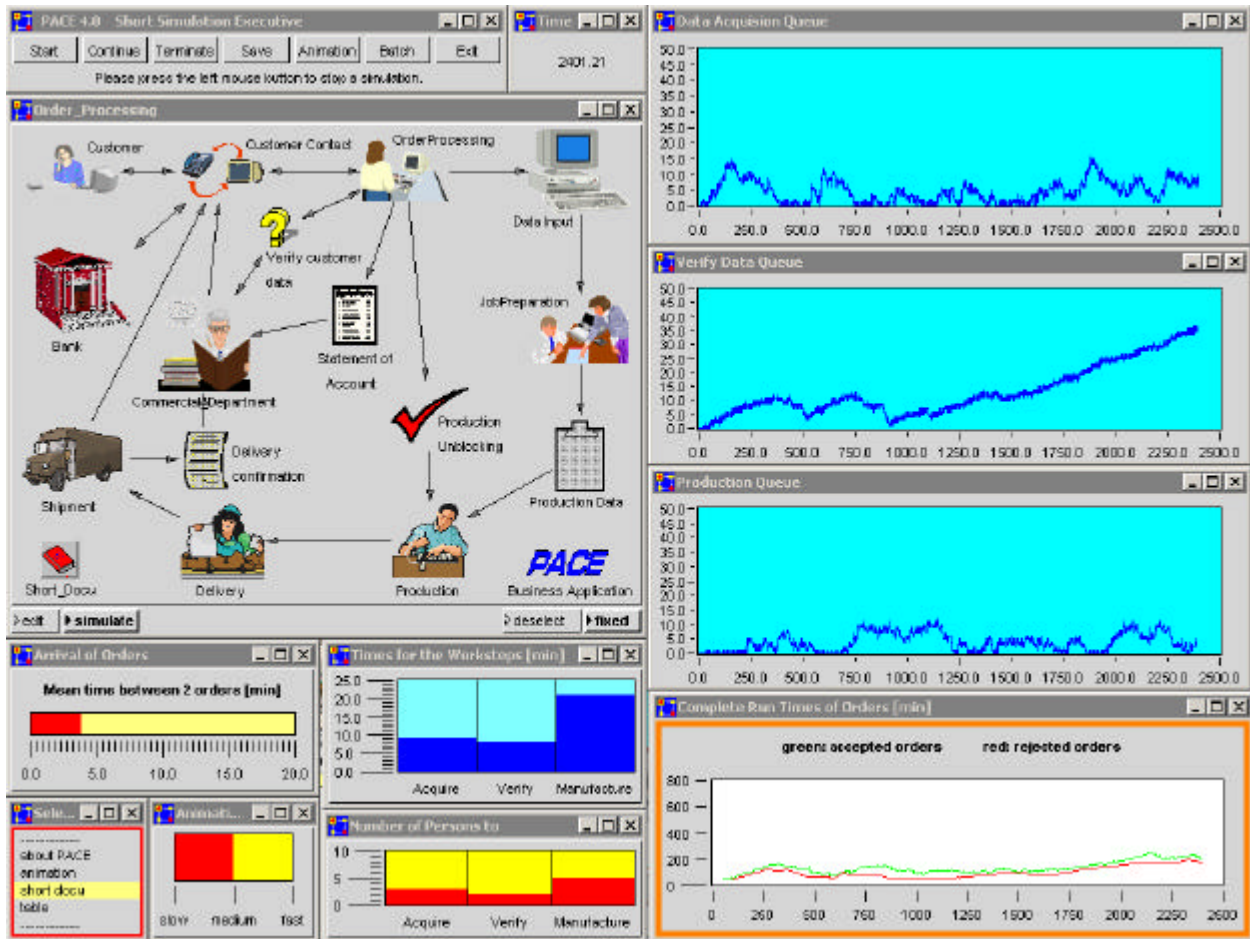 PACE 4.0 Short Simulation Executive
Start Continue Terminate Save Animation Batch Exit
Please press the left mouse button to stop a simulation.
Time
2401.21
Order_Processing
Customer
Customer Contact
OrderProcessing
Data Input
Verify customer
data
Bank
JobPreparation
Statement of
Account
Commercial Department
Production
Unblocking
Delivery
confirmation
Shipment
Production Data
Short_Docu
Delivery
Production
PACE
Business Application
edit simulate deselect fixed
Arrival of Orders
Mean time between 2 orders [min]
0.0 5.0 10.0 15.0 20.0
Sele...
about PACE
animation
short docu
table
Animati...
slow medium fast
Times for the Worksteps [min]
25.0
20.0
15.0
10.0
5.0
0.0
Acquire Verify Manufacture
Number of Persons to
10
5
0
Acquire Verify Manufacture
Data Acquision Queue
50.0
45.0
40.0
35.0
30.0
25.0
20.0
15.0
10.0
5.0
0.0
0.0 250.0 500.0 750.0 1000.0 1250.0 1500.0 1750.0 2000.0 2250.0 2500.0
Verify Data Queue
50.0
45.0
40.0
35.0
30.0
25.0
20.0
15.0
10.0
5.0
0.0
0.0 250.0 500.0 750.0 1000.0 1250.0 1500.0 1750.0 2000.0 2250.0 2500.0
Production Queue
50.0
45.0
40.0
35.0
30.0
25.0
20.0
15.0
10.0
5.0
0.0
0.0 250.0 500.0 750.0 1000.0 1250.0 1500.0 1750.0 2000.0 2250.0 2500.0
Complete Run Times of Orders [min]
green: accepted orders red: rejected orders
800
600
400
200
0
0 250 500 750 1000 1250 1500 1750 2000 2250 2500